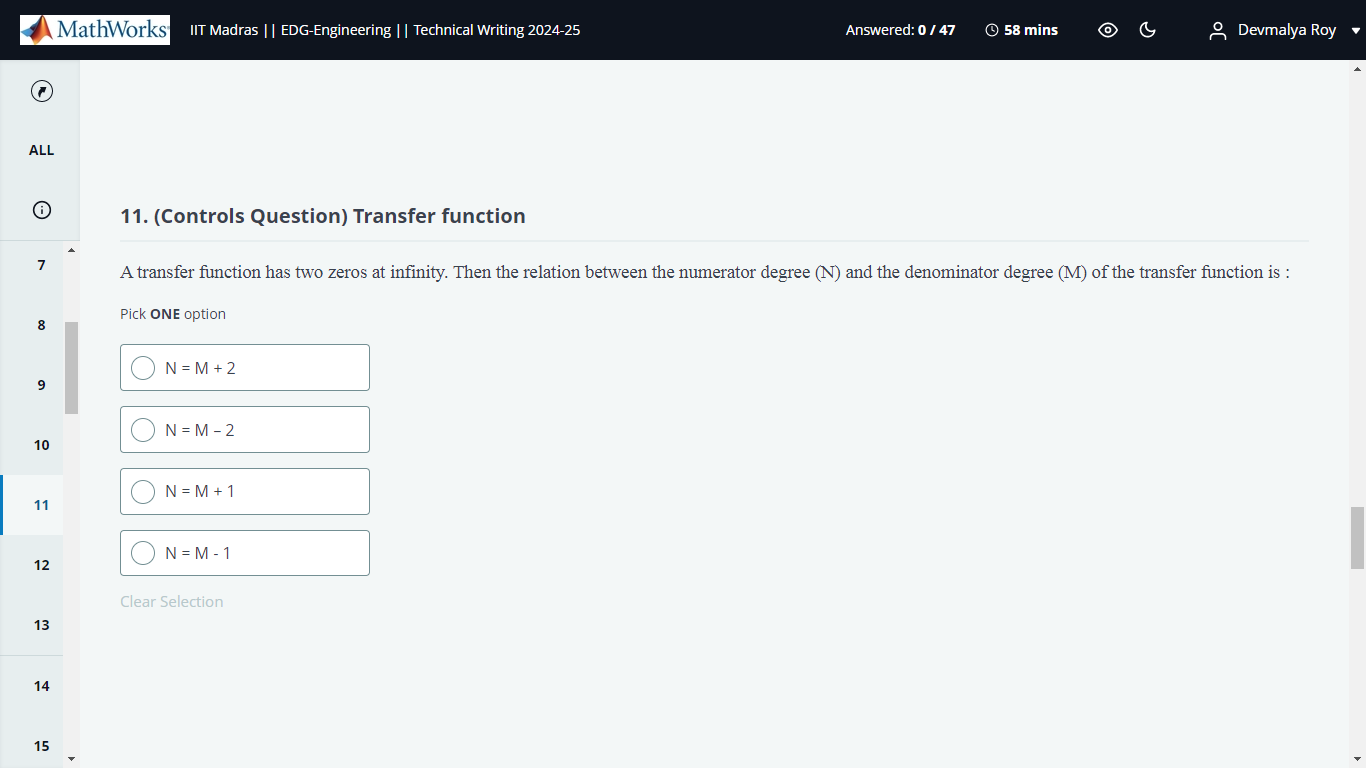 MathWorks
IIT Madras || EDG-Engineering || Technical Writing 2024-25
Answered: 0 / 47
58 mins
Devmalya Roy
ALL
7
8
9
10
11
12
13
14
15
11. (Controls Question) Transfer function
A transfer function has two zeros at infinity. Then the relation between the numerator degree (N) and the denominator degree (M) of the transfer function is :
Pick ONE option
N = M + 2
N = M – 2
N = M + 1
N = M - 1
Clear Selection